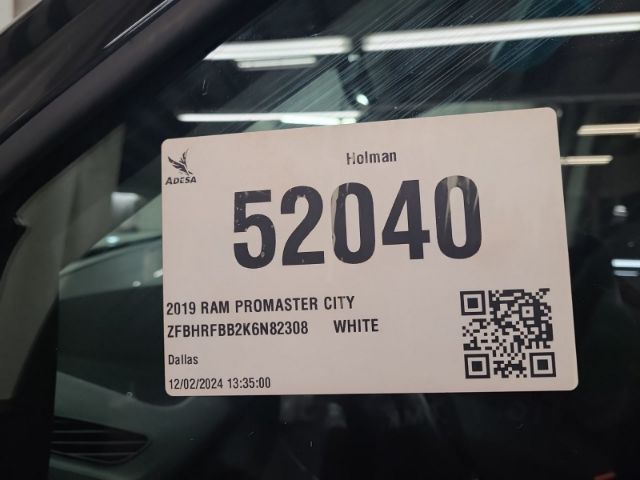 ADESA
Holman
52040
2019 RAM PROMASTER CITY
ZFBHRFBB2K6N82308 WHITE
Dallas
12/02/2024 13:35:00